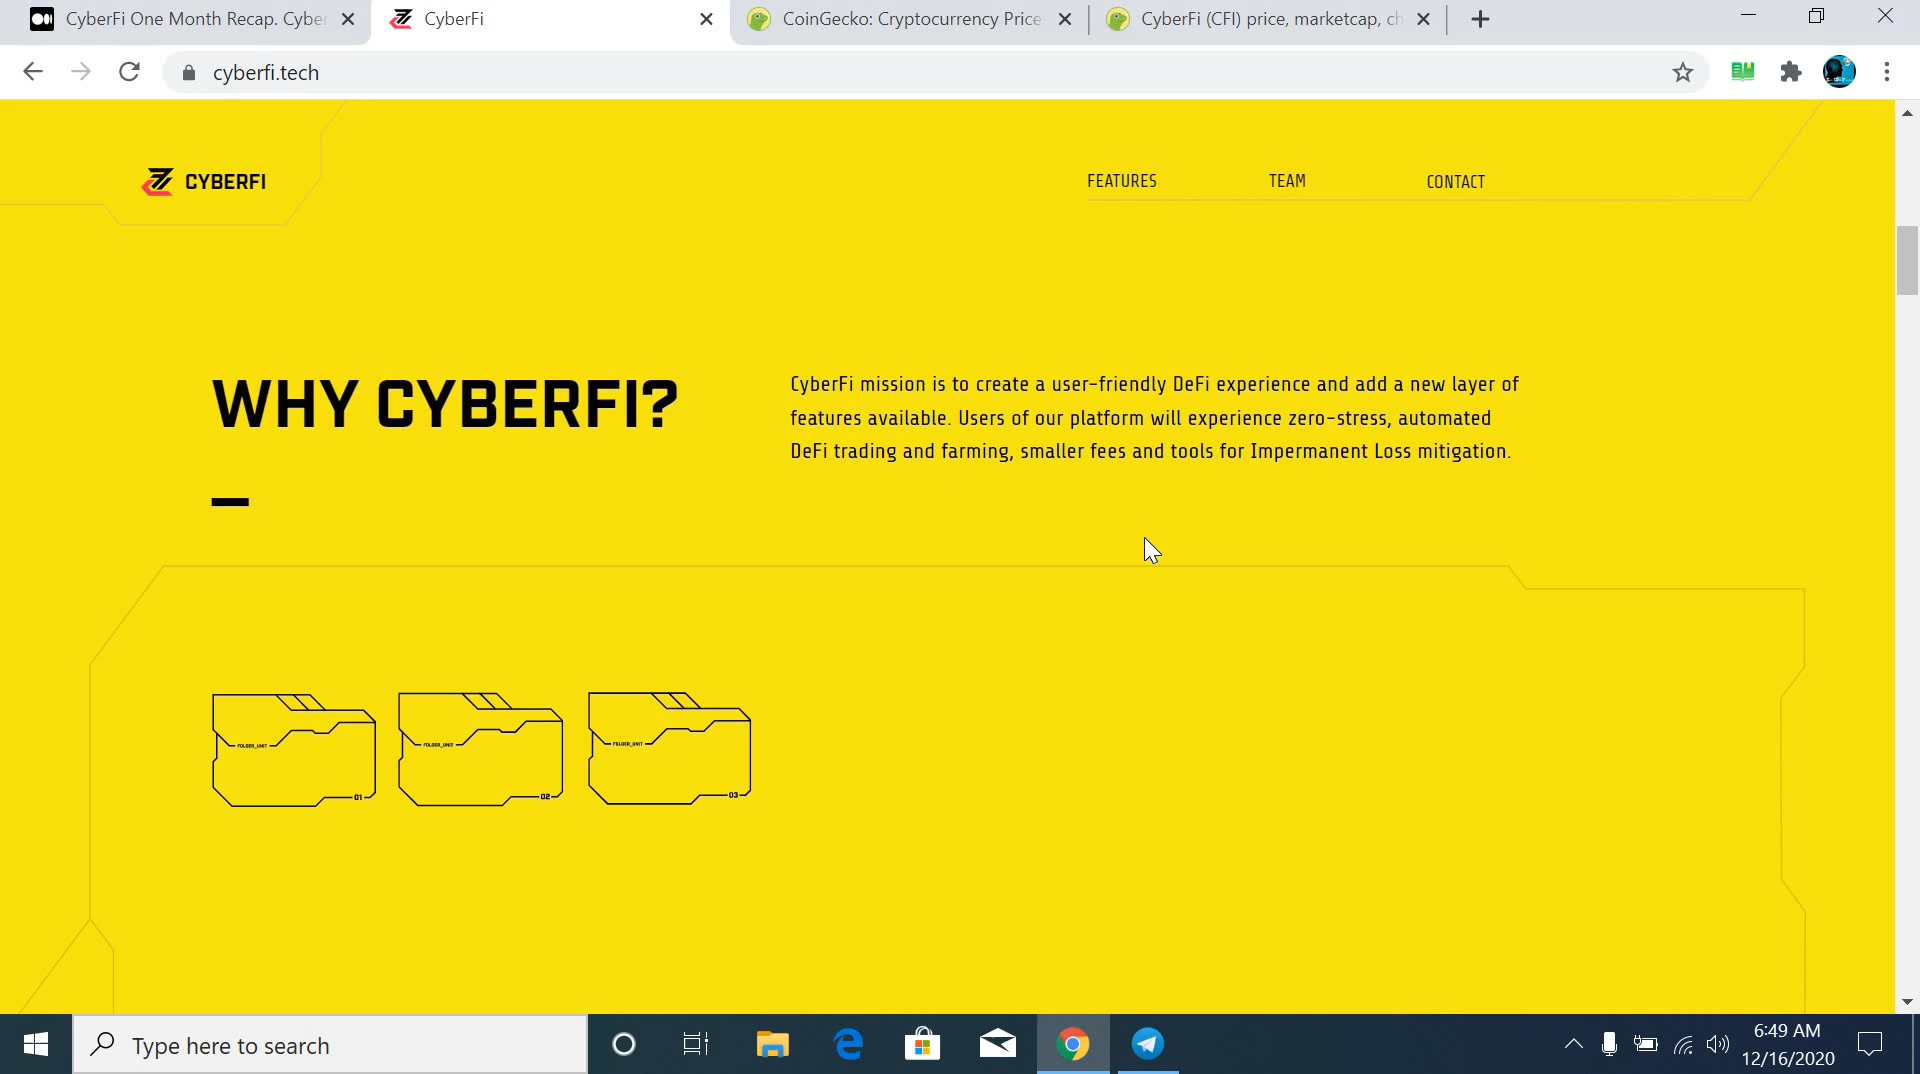 CyberFi One Month Recap. Cyber
CyberFi
CoinGecko: Cryptocurrency Price
CyberFi (CFI) price, marketcap, ch
cyberfi.tech
CYBERFI
FEATURES
TEAM
CONTACT
WHY CYBERFI?
CyberFi mission is to create a user-friendly DeFi experience and add a new layer of
features available. Users of our platform will experience zero-stress, automated
DeFi trading and farming, smaller fees and tools for Impermanent Loss mitigation.
FOLDER_UNIT
01
FOLDER_UNIT
02
FOLDER_UNIT
03
Type here to search
6:49 AM
12/16/2020